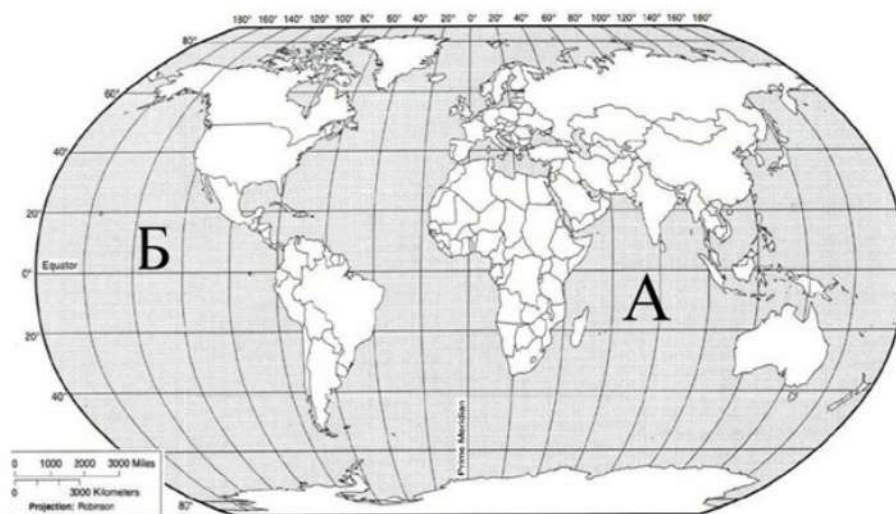 180° 160° 140° 120° 100° 80° 60° 40° 20° 0° 20° 40° 60° 80° 100° 120° 140° 160° 180°
80°
60°
40°
20°
Б
Equator
0°
А
20°
40°
Prime Meridian
0 1000 2000 3000 Miles
0 3000 Kilometers
Projection: Robinson
80°